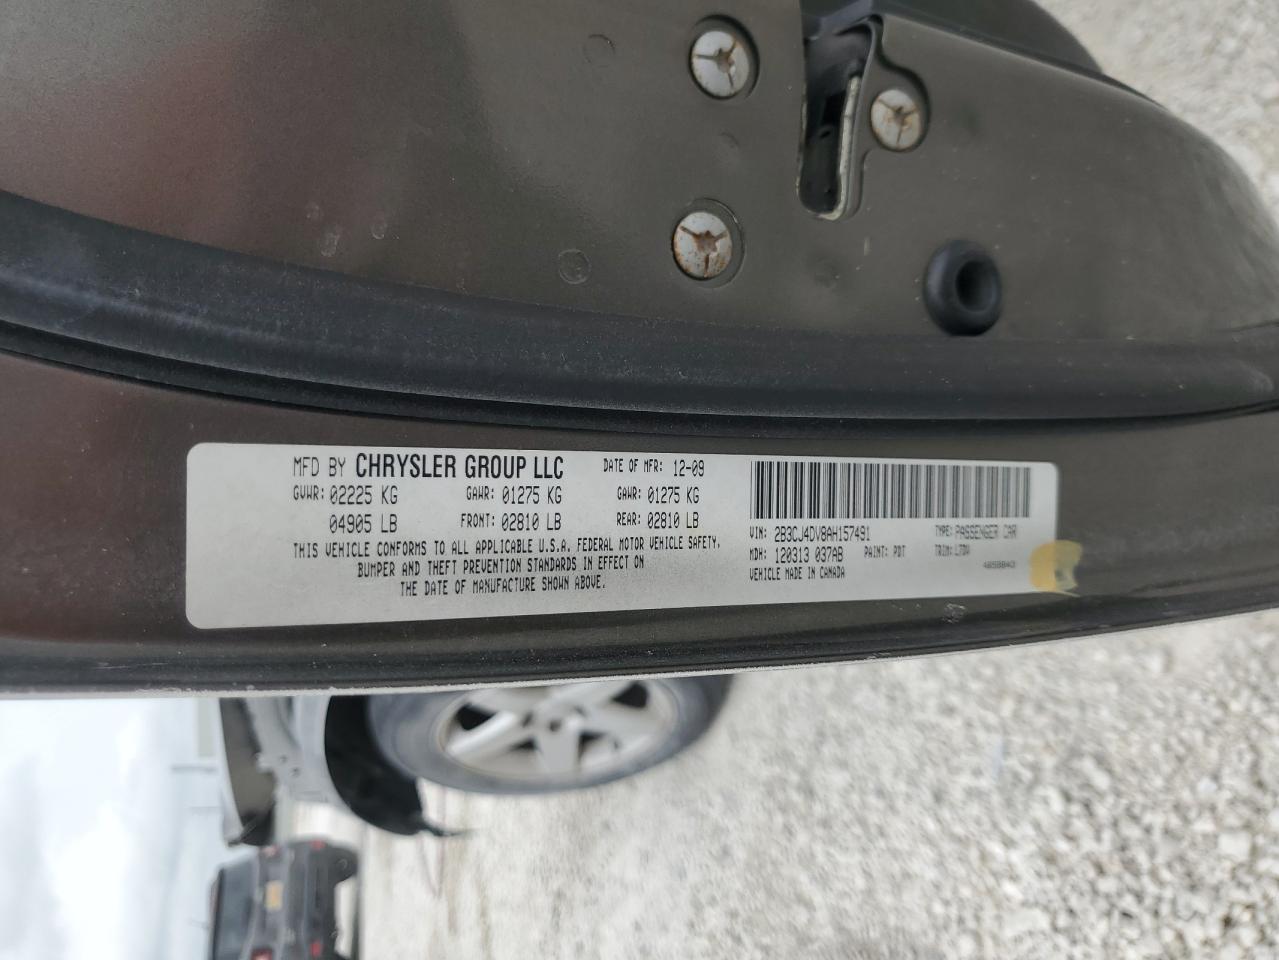 MFD BY CHRYSLER GROUP LLC DATE OF MFR: 12-09
GVWR: 02225 KG GAWR: 01275 KG GAWR: 01275 KG
04905 LB FRONT: 02810 LB REAR: 02810 LB
THIS VEHICLE CONFORMS TO ALL APPLICABLE U.S.A. FEDERAL MOTOR VEHICLE SAFETY,
BUMPER AND THEFT PREVENTION STANDARDS IN EFFECT ON
THE DATE OF MANUFACTURE SHOWN ABOVE.
VIN: 2B3CJ4DV8AH157491 TYPE: PASSENGER CAR
MDH: 120313 037AB PAINT: PDT TRIM: L7DV
VEHICLE MADE IN CANADA